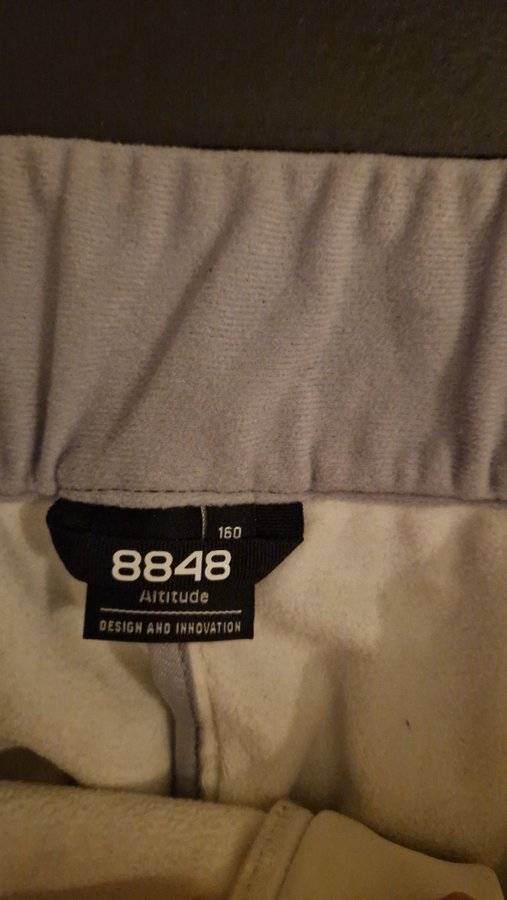 160
8848
Altitude
DESIGN AND INNOVATION